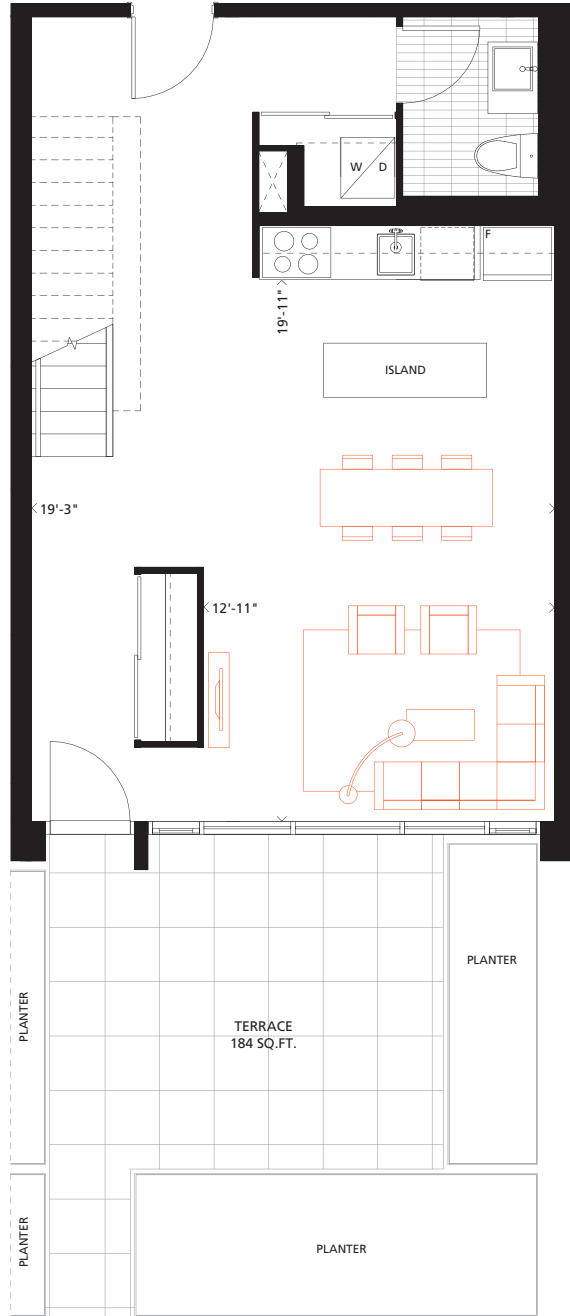 W D
F
19'-11"
ISLAND
19'-3"
12'-11"
PLANTER
PLANTER
TERRACE
184 SQ.FT.
PLANTER
PLANTER